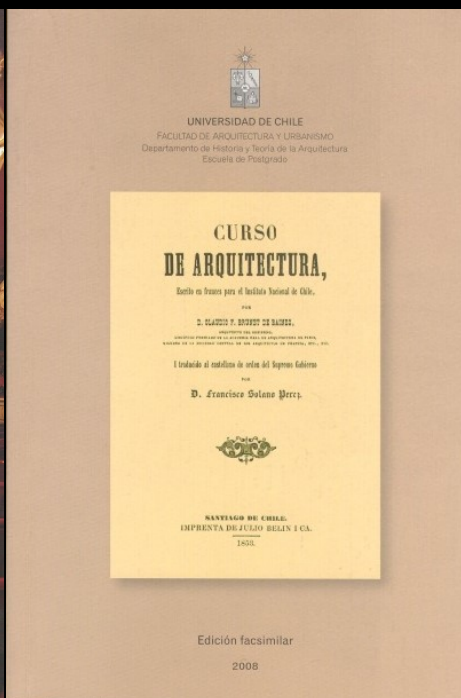 UNIVERSIDAD DE CHILE
FACULTAD DE ARQUITECTURA Y URBANISMO
Departamento de Historia y Teoría de la Arquitectura
Escuela de Postgrado
CURSO
DE ARQUITECTURA,
Escrito en frances para el Instituto Nacional de Chile,
POR
D. CLAUDIO F. BRUNET DE BAINES,
ARQUITECTO DEL GOBIERNO,
I traducido al castellano de orden del Supremo Gobierno
POR
D. Francisco Solano Perez.
SANTIAGO DE CHILE.
IMPRENTA DE JULIO BELIN I CA.
1853.
Edición facsimilar
2008